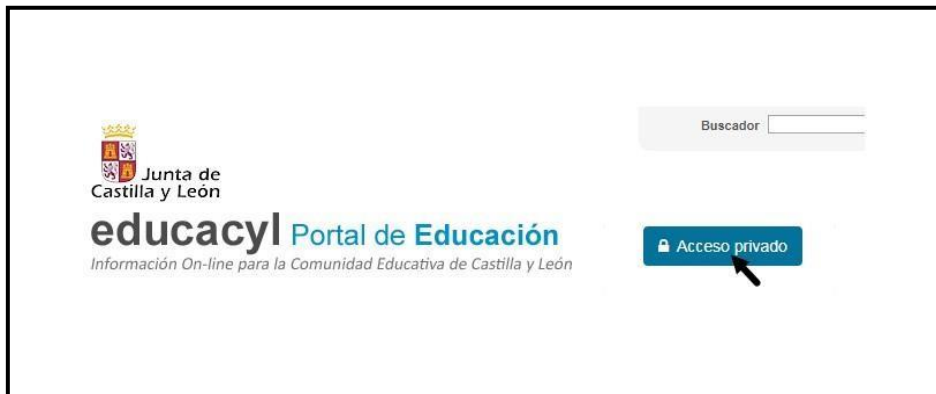 Buscador
Junta de
Castilla y León
educacyl Portal de Educación
Información On-line para la Comunidad Educativa de Castilla y León
Acceso privado